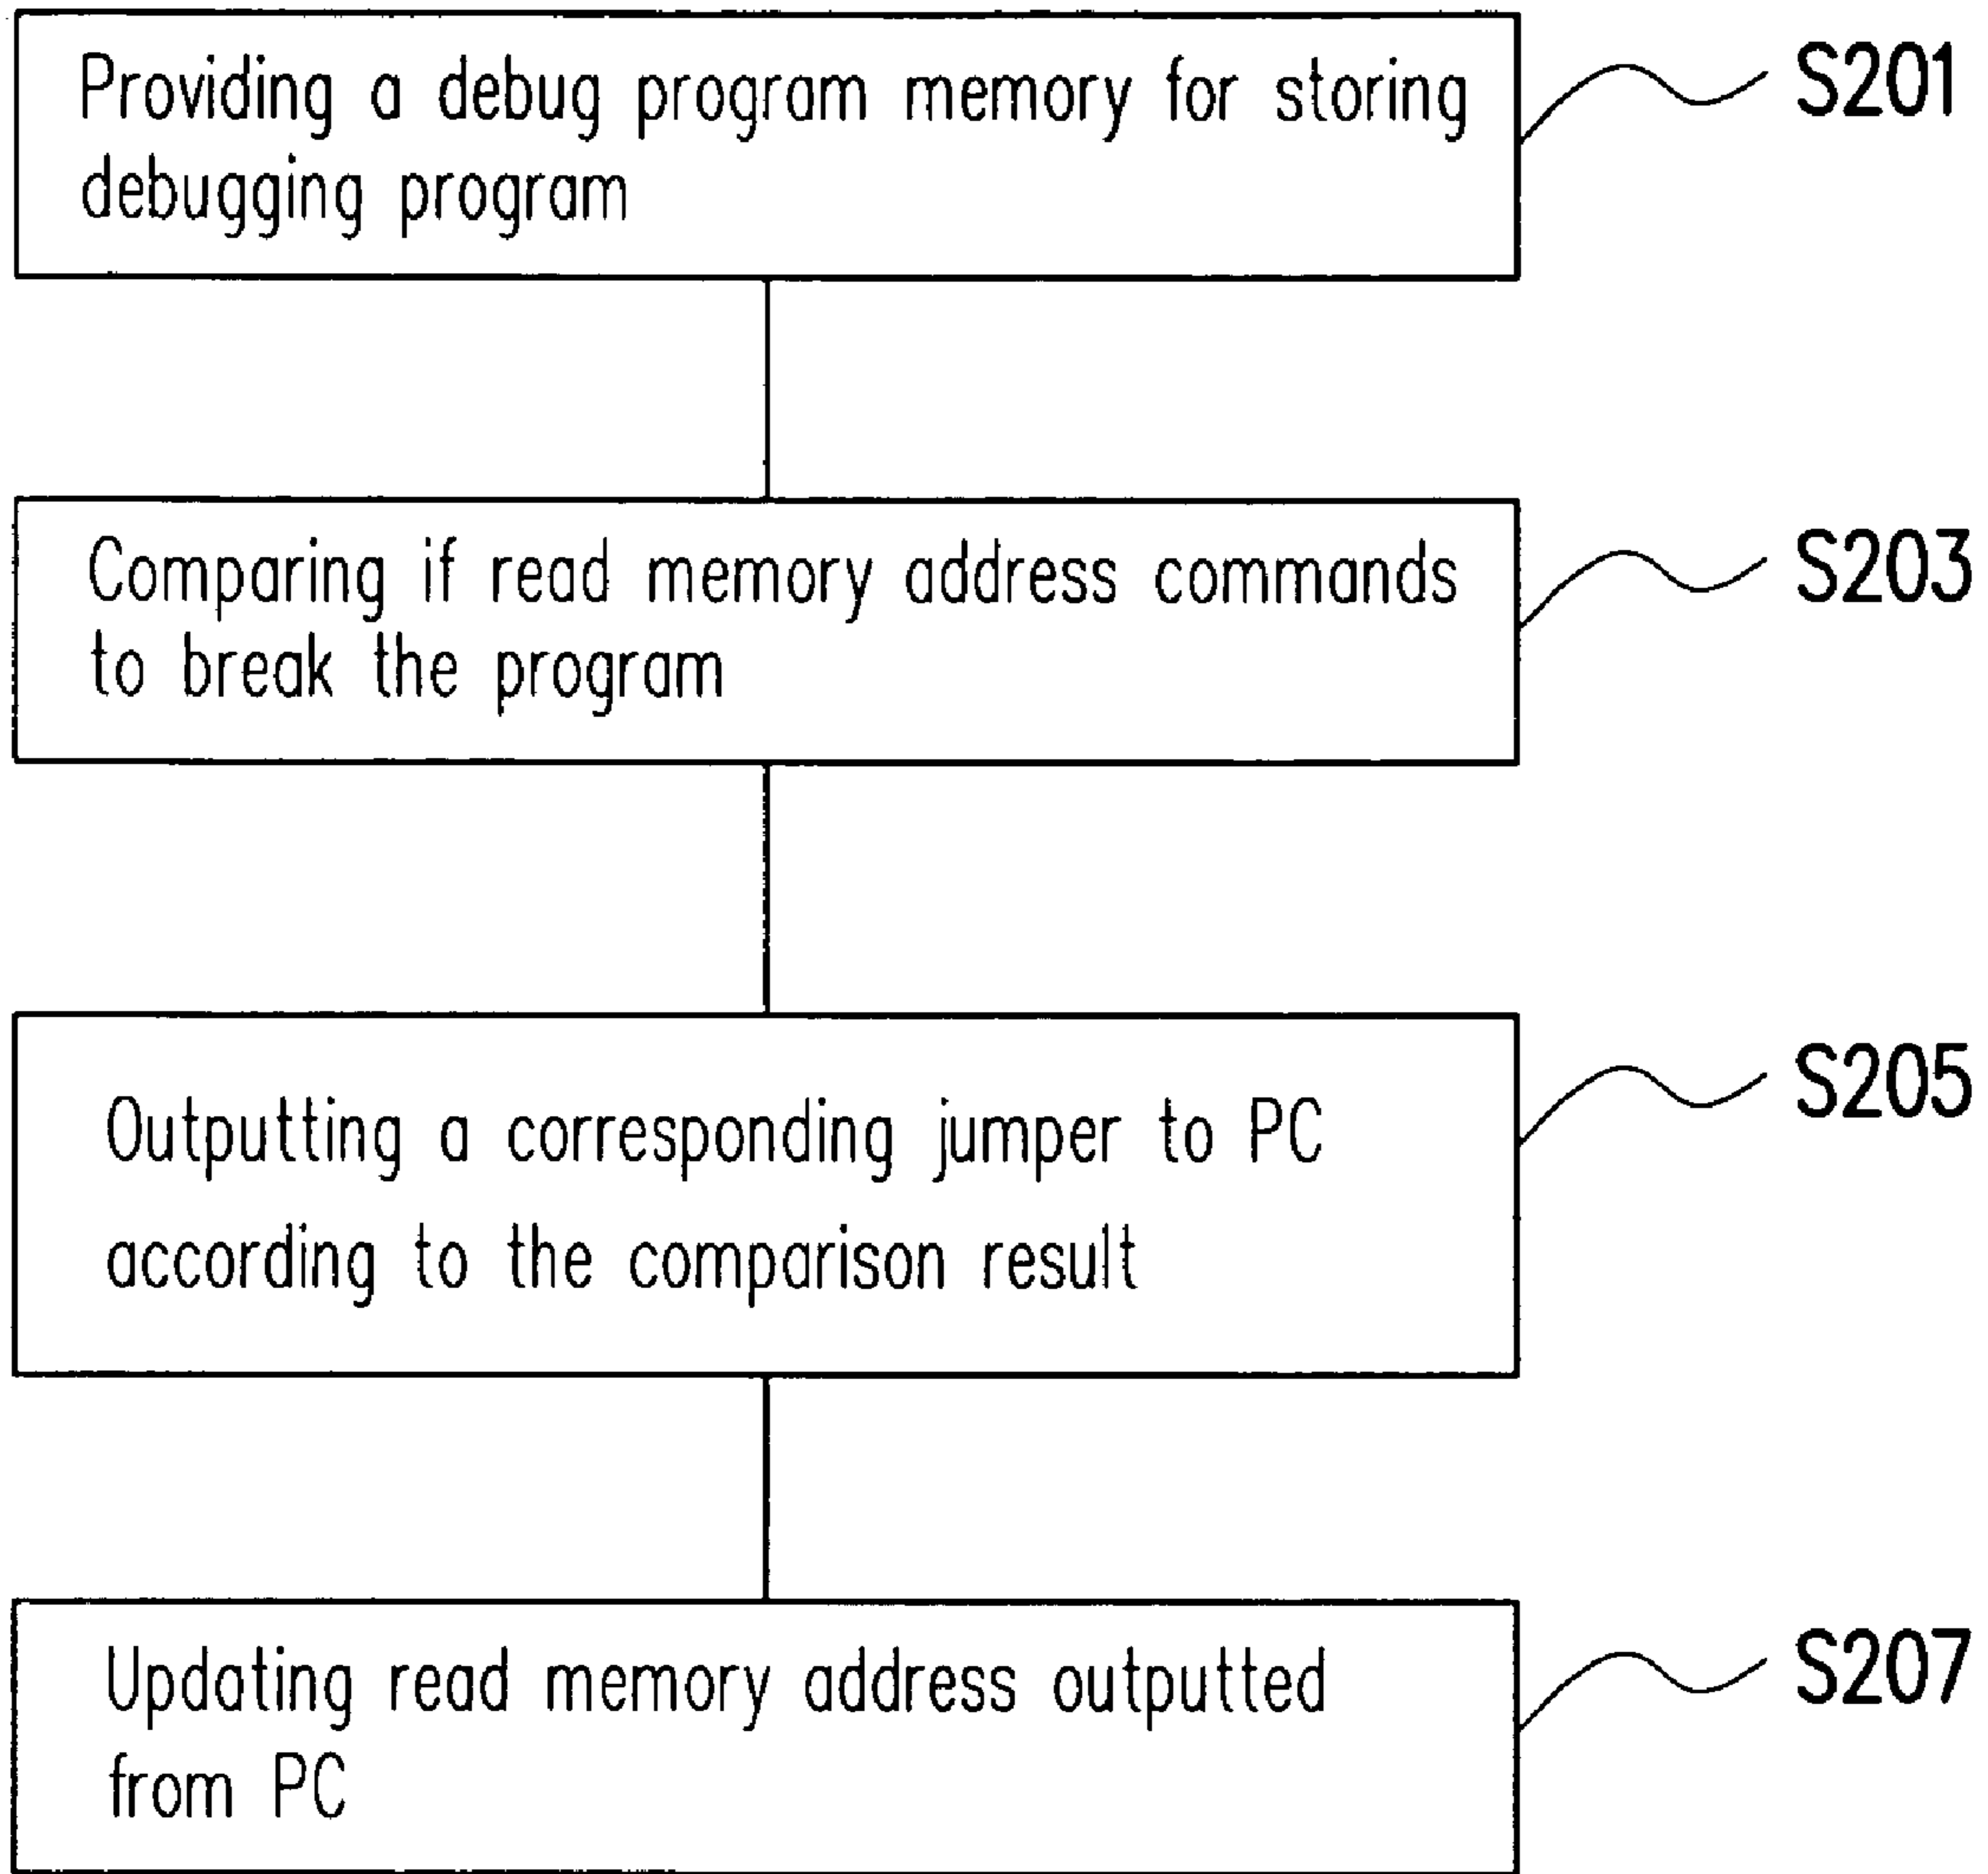 Providing a debug program memory for storing
debugging program
S201
Comparing if read memory address commands
to break the program
S203
Outputting a corresponding jumper to PC
according to the comparison result
S205
Updating read memory address outputted
from PC
S207